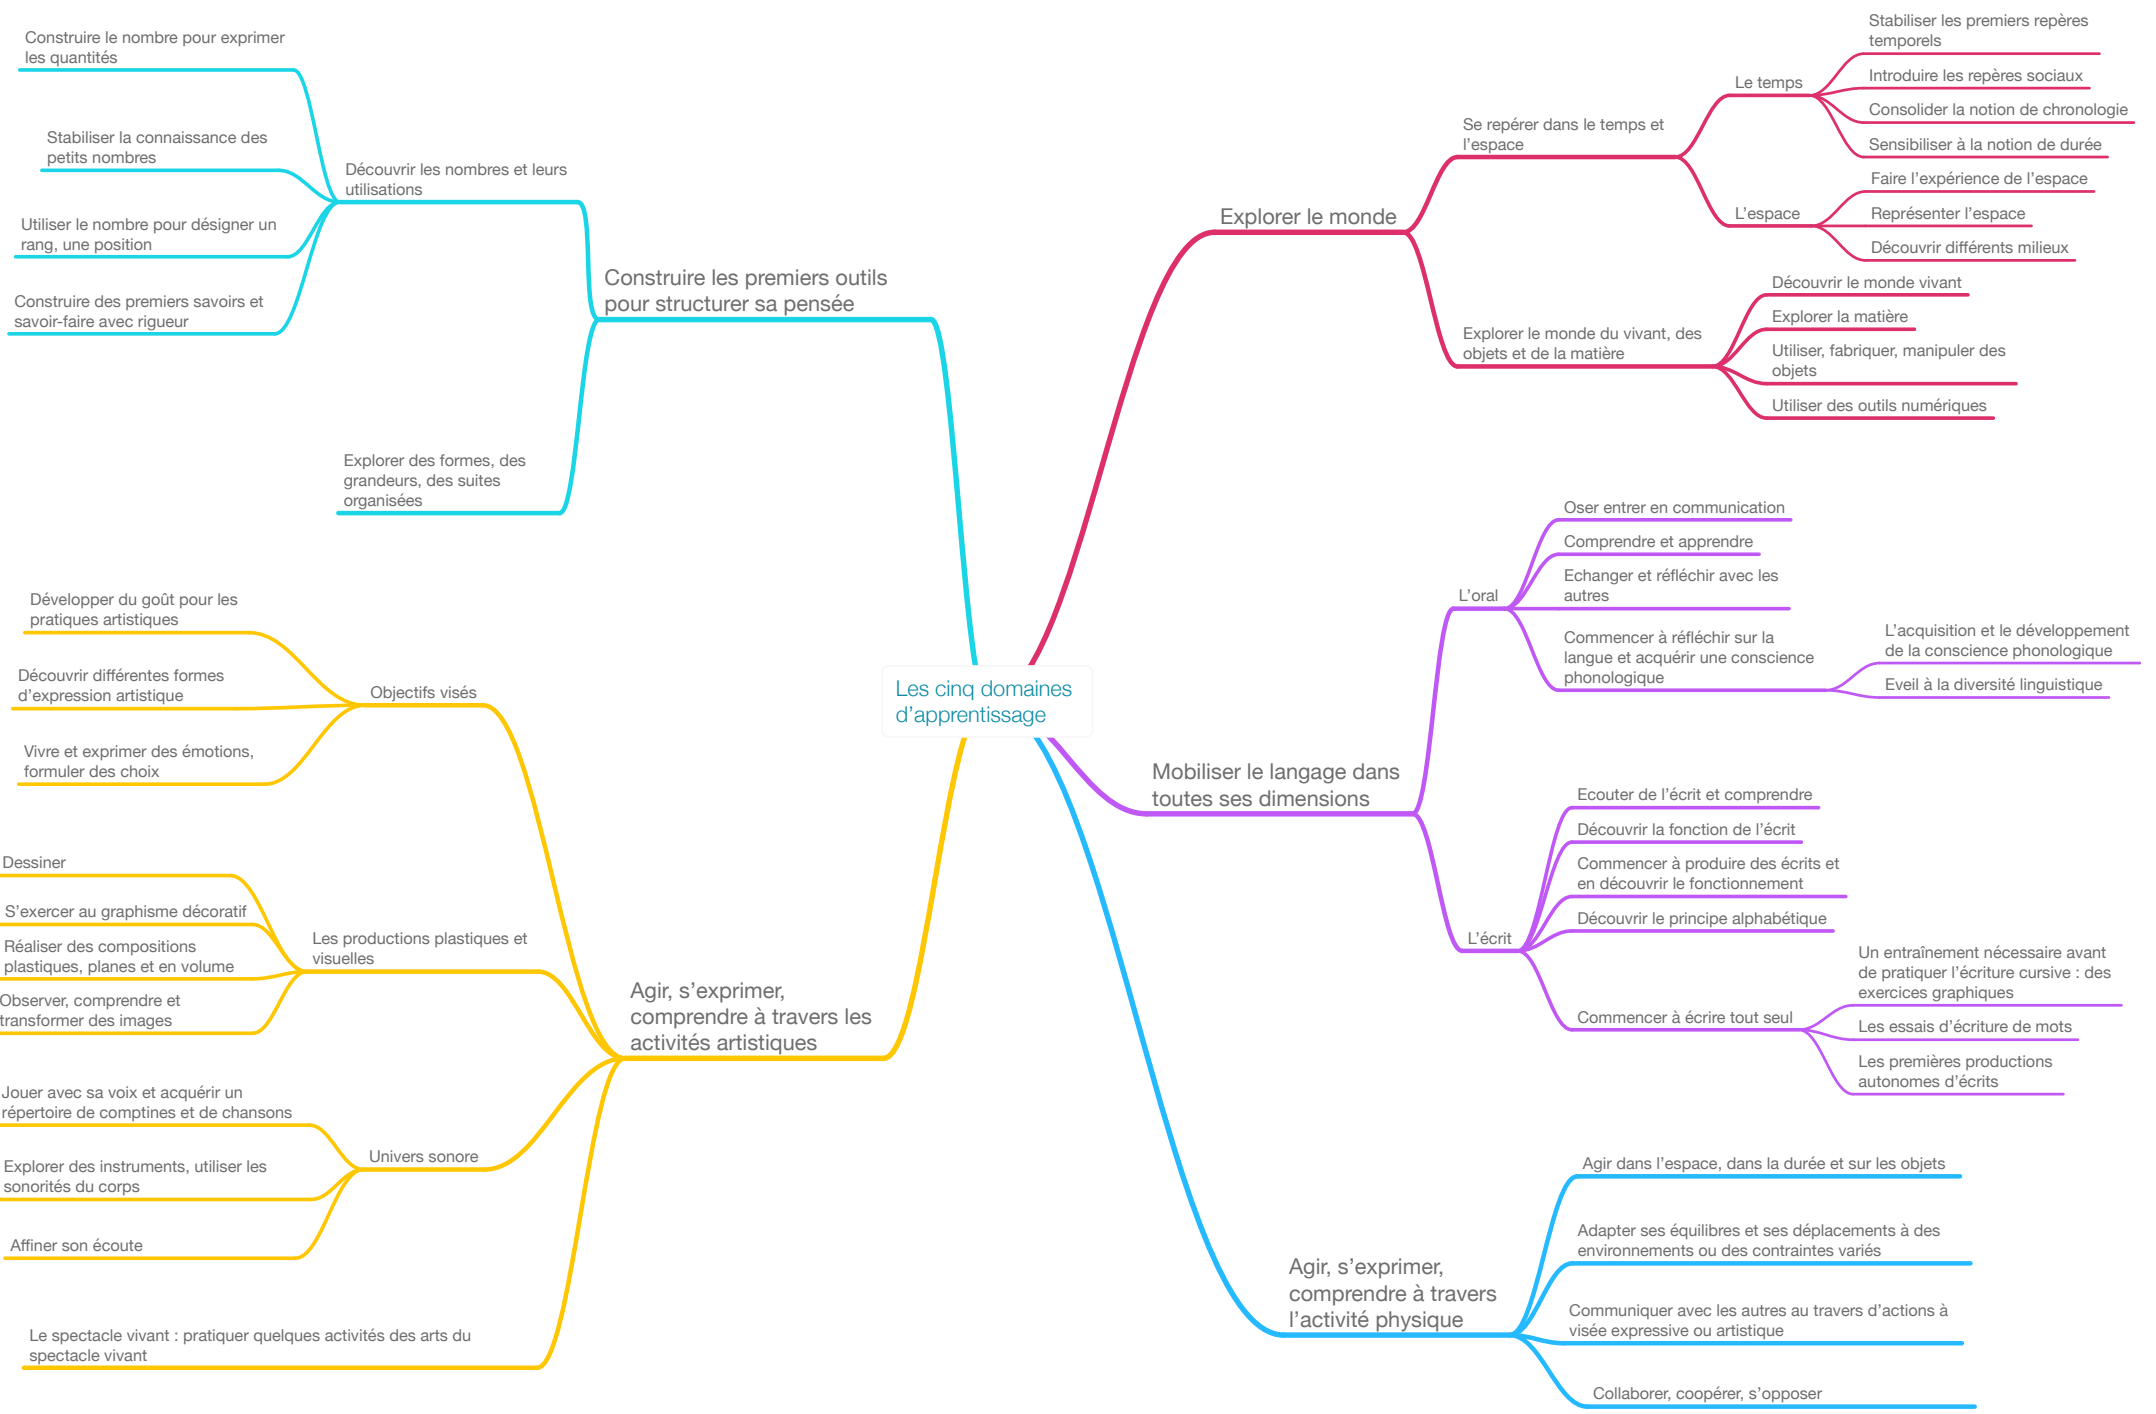 Les cinq domaines
d’apprentissage
Construire les premiers outils
pour structurer sa pensée
Découvrir les nombres et leurs
utilisations
Construire le nombre pour exprimer
les quantités
Stabiliser la connaissance des
petits nombres
Utiliser le nombre pour désigner un
rang, une position
Construire des premiers savoirs et
savoir-faire avec rigueur
Explorer des formes, des
grandeurs, des suites
organisées
Explorer le monde
Se repérer dans le temps et
l’espace
Le temps
Stabiliser les premiers repères
temporels
Introduire les repères sociaux
Consolider la notion de chronologie
Sensibiliser à la notion de durée
L’espace
Faire l’expérience de l’espace
Représenter l’espace
Découvrir différents milieux
Explorer le monde du vivant, des
objets et de la matière
Découvrir le monde vivant
Explorer la matière
Utiliser, fabriquer, manipuler des
objets
Utiliser des outils numériques
Mobiliser le langage dans
toutes ses dimensions
L’oral
Oser entrer en communication
Comprendre et apprendre
Echanger et réfléchir avec les
autres
Commencer à réfléchir sur la
langue et acquérir une conscience
phonologique
L’acquisition et le développement
de la conscience phonologique
Eveil à la diversité linguistique
L’écrit
Ecouter de l’écrit et comprendre
Découvrir la fonction de l’écrit
Commencer à produire des écrits et
en découvrir le fonctionnement
Découvrir le principe alphabétique
Commencer à écrire tout seul
Un entraînement nécessaire avant
de pratiquer l’écriture cursive : des
exercices graphiques
Les essais d’écriture de mots
Les premières productions
autonomes d’écrits
Agir, s’exprimer,
comprendre à travers les
activités artistiques
Objectifs visés
Développer du goût pour les
pratiques artistiques
Découvrir différentes formes
d’expression artistique
Vivre et exprimer des émotions,
formuler des choix
Les productions plastiques et
visuelles
Dessiner
S’exercer au graphisme décoratif
Réaliser des compositions
plastiques, planes et en volume
Observer, comprendre et
transformer des images
Univers sonore
Jouer avec sa voix et acquérir un
répertoire de comptines et de chansons
Explorer des instruments, utiliser les
sonorités du corps
Affiner son écoute
Le spectacle vivant : pratiquer quelques activités des arts du
spectacle vivant
Agir, s’exprimer,
comprendre à travers
l’activité physique
Agir dans l’espace, dans la durée et sur les objets
Adapter ses équilibres et ses déplacements à des
environnements ou des contraintes variés
Communiquer avec les autres au travers d’actions à
visée expressive ou artistique
Collaborer, coopérer, s’opposer